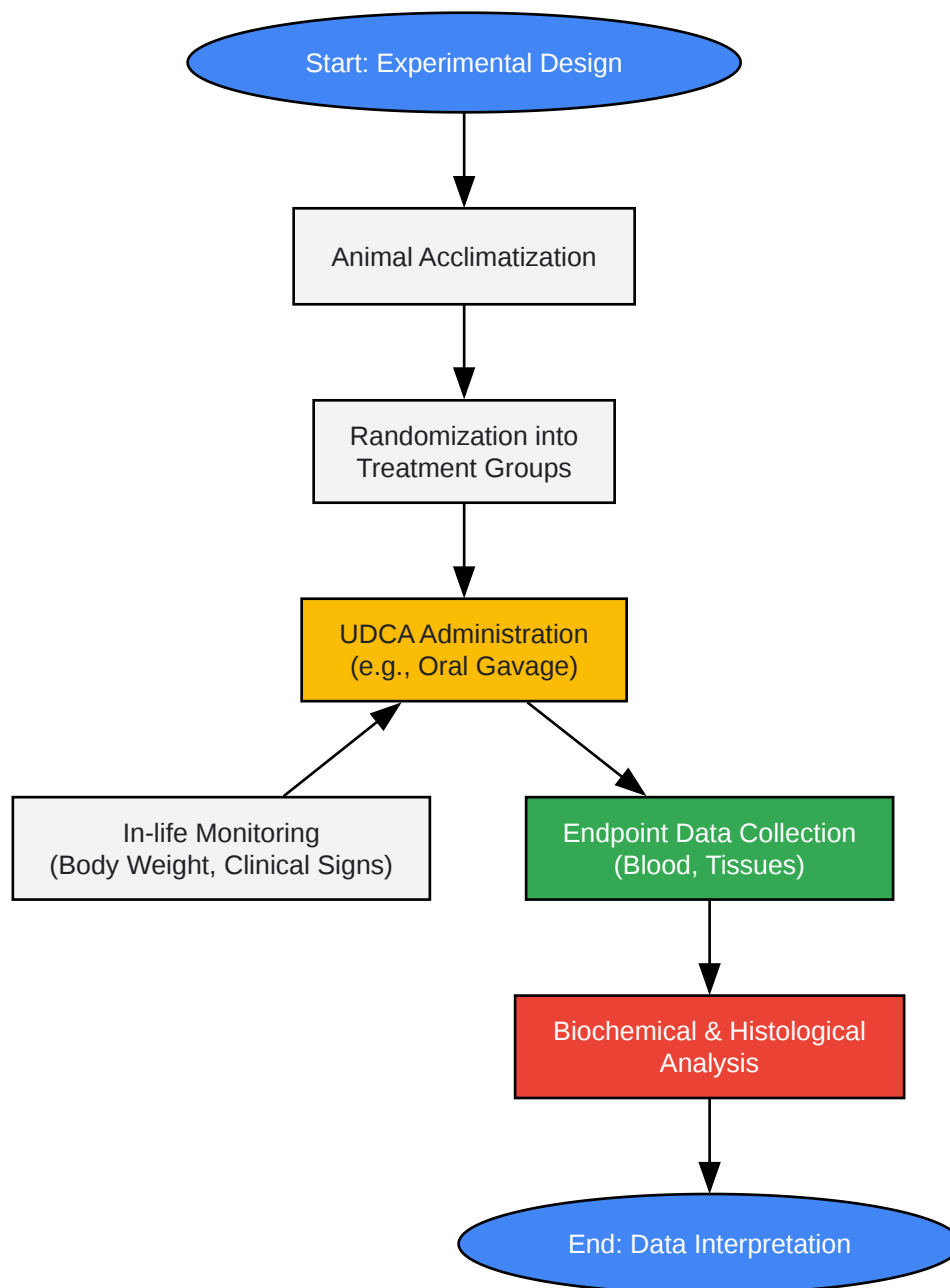 Start: Experimental Design
Animal Acclimatization
Randomization into
Treatment Groups
UDCA Administration
(e.g., Oral Gavage)
In-life Monitoring
(Body Weight, Clinical Signs)
Endpoint Data Collection
(Blood, Tissues)
Biochemical & Histological
Analysis
End: Data Interpretation